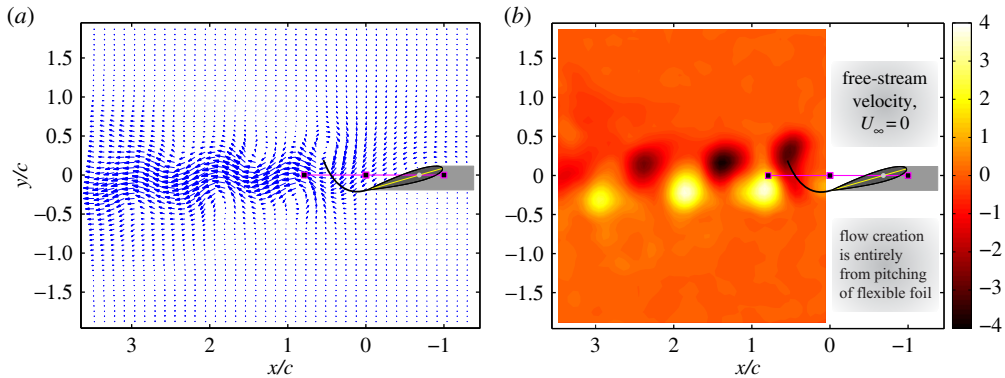 (a)
(b)
1.5
1.0
0.5
0
−0.5
−1.0
−1.5
y/c
3
2
1
0
−1
x/c
1.5
1.0
0.5
0
−0.5
−1.0
−1.5
3
2
1
0
−1
x/c
free-stream
velocity,
U∞ = 0
flow creation
is entirely
from pitching
of flexible foil
4
3
2
1
0
−1
−2
−3
−4